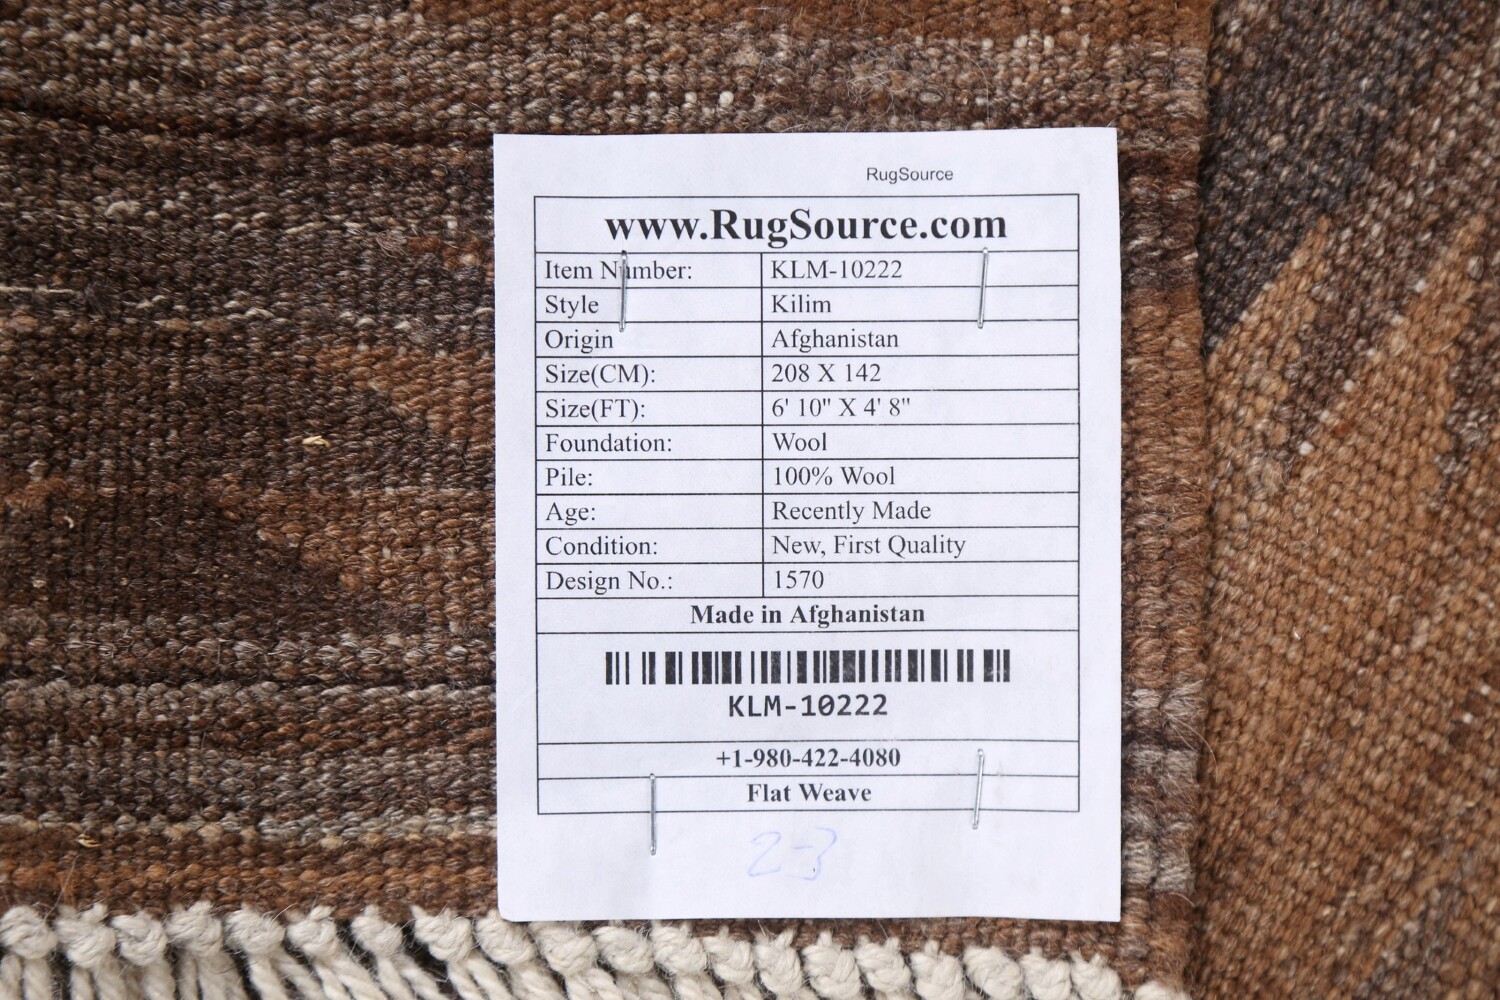 RugSource
www.RugSource.com
Item Number: KLM-10222
Style Kilim
Origin Afghanistan
Size(CM): 208 X 142
Size(FT): 6' 10" X 4' 8"
Foundation: Wool
Pile: 100% Wool
Age: Recently Made
Condition: New, First Quality
Design No.: 1570
Made in Afghanistan
KLM-10222
+1-980-422-4080
Flat Weave
23